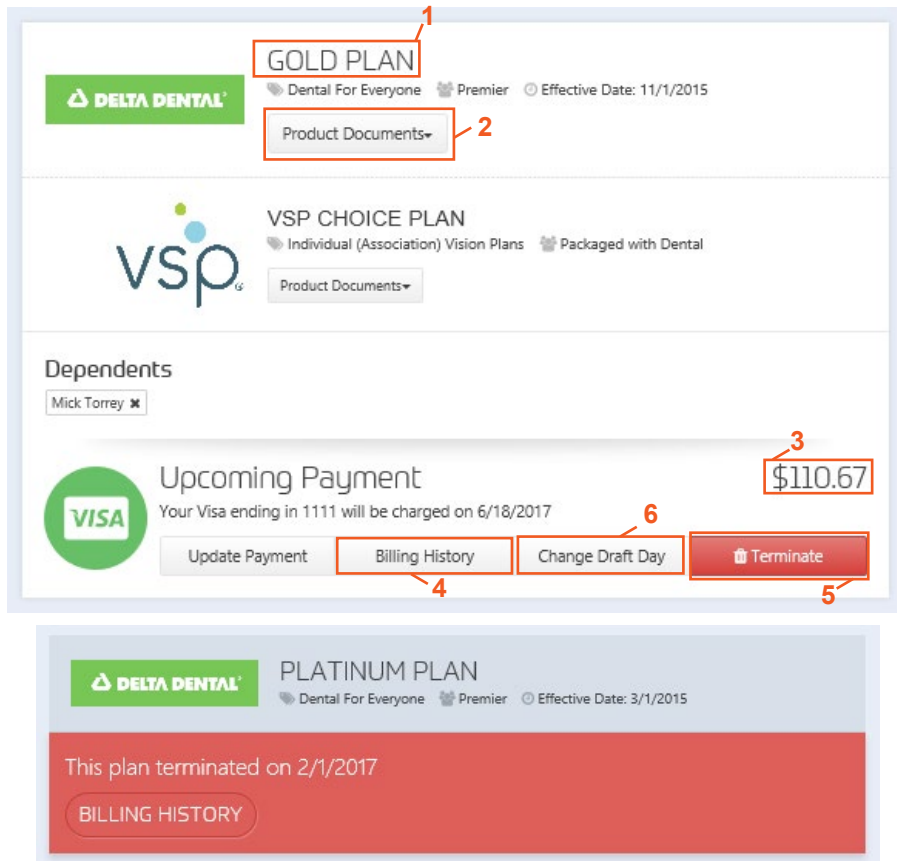 1
GOLD PLAN
DELTA DENTAL
Dental For Everyone Premier Effective Date: 11/1/2015
Product Documents
2
VSP CHOICE PLAN
vsp
Individual (Association) Vision Plans Packaged with Dental
Product Documents
Dependents
Mick Torrey ✖
3
Upcoming Payment $110.67
VISA
Your Visa ending in 1111 will be charged on 6/18/2017
6
Update Payment Billing History Change Draft Day Terminate
4 5
DELTA DENTAL
PLATINUM PLAN
Dental For Everyone Premier Effective Date: 3/1/2015
This plan terminated on 2/1/2017
BILLING HISTORY